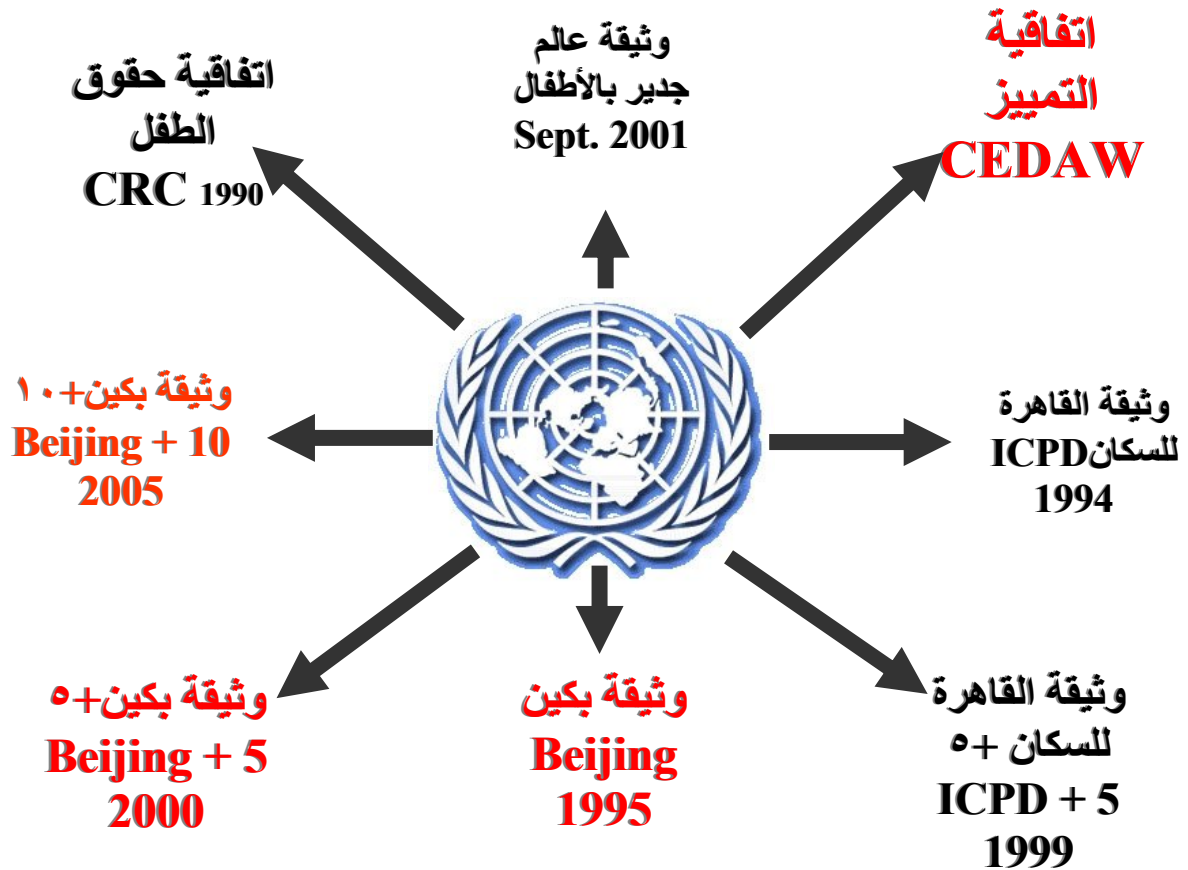 اتفاقية
التمييز
CEDAW
وثيقة عالم
جدير بالأطفال
Sept. 2001
اتفاقية حقوق
الطفل
CRC 1990
وثيقة القاهرة
للسكانICPD
1994
وثيقة بكين+١٠
Beijing + 10
2005
وثيقة القاهرة
للسكان +٥
ICPD + 5
1999
وثيقة بكين
Beijing
1995
وثيقة بكين+٥
Beijing + 5
2000